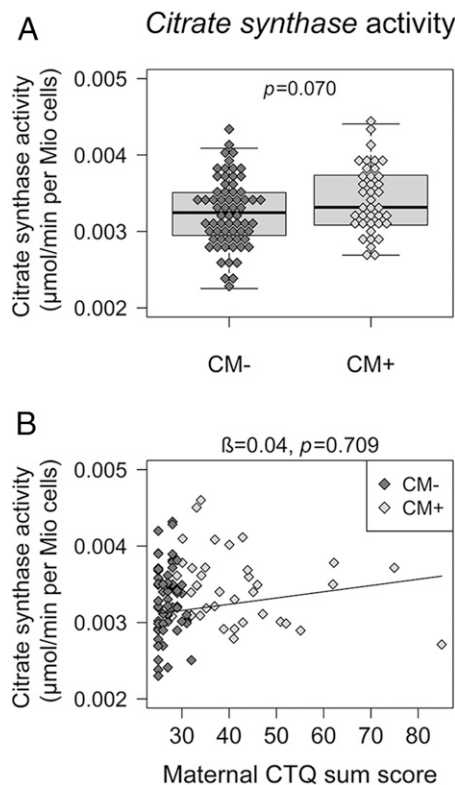 A
Citrate synthase activity
Citrate synthase activity
(µmol/min per Mio cells)
p=0.070
0.005
0.004
0.003
0.002
CM-
CM+
B
ß=0.04, p=0.709
Citrate synthase activity
(µmol/min per Mio cells)
0.005
0.004
0.003
0.002
CM-
CM+
30
40
50
60
70
80
Maternal CTQ sum score